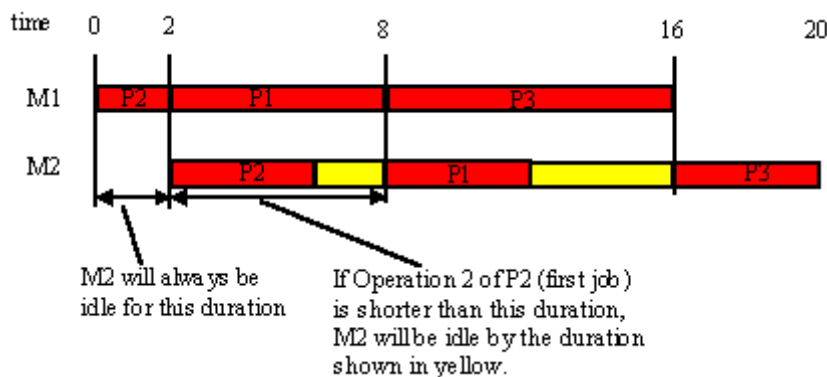 time 0 2 8 16 20
M1 P2 P1 P3
M2 P2 P1 P3
M2 will always be
idle for this duration
If Operation 2 of P2 (first job)
is shorter than this duration,
M2 will be idle by the duration
shown in yellow.